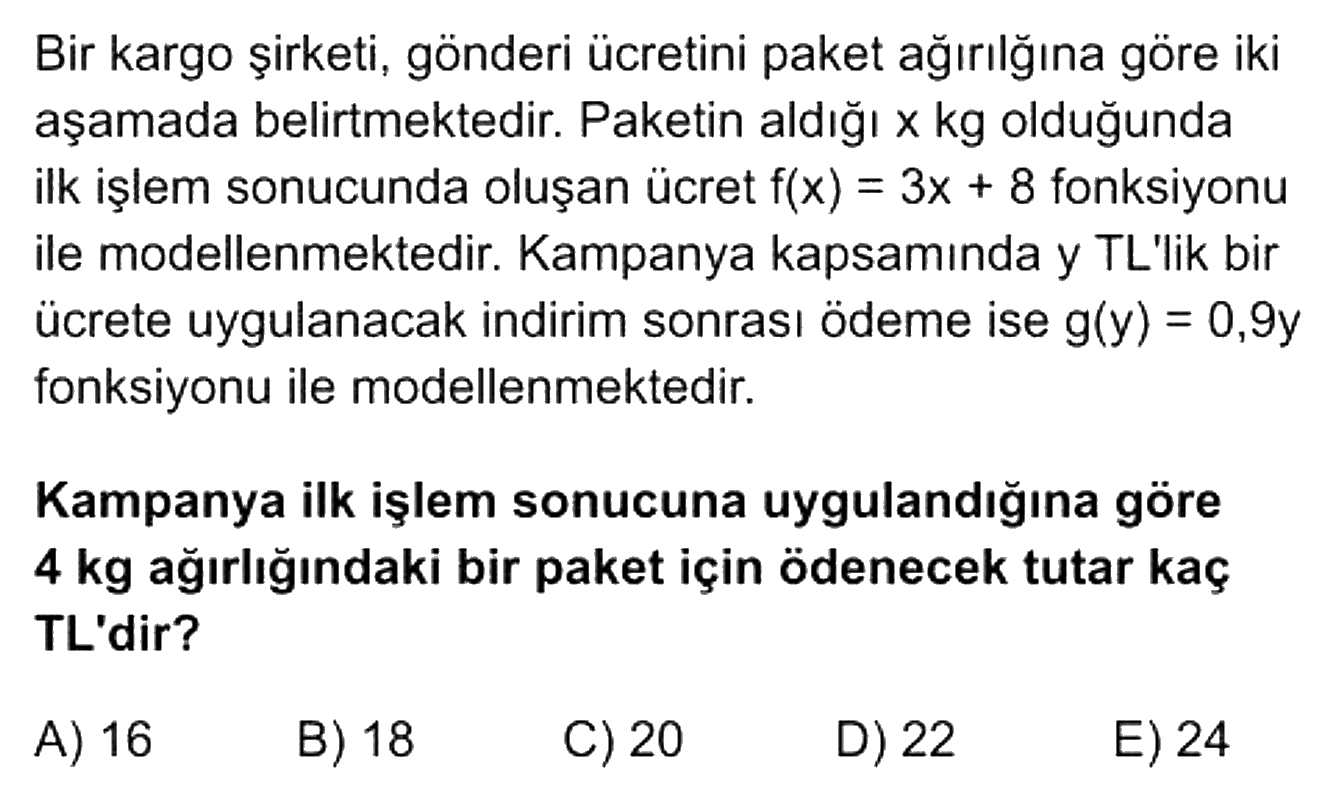 Bir kargo şirketi, gönderi ücretini paket ağırılğına göre iki
aşamada belirtmektedir. Paketin aldığı x kg olduğunda
ilk işlem sonucunda oluşan ücret f(x) = 3x + 8 fonksiyonu
ile modellenmektedir. Kampanya kapsamında y TL'lik bir
ücrete uygulanacak indirim sonrası ödeme ise g(y) = 0,9y
fonksiyonu ile modellenmektedir.
Kampanya ilk işlem sonucuna uygulandığına göre
4 kg ağırlığındaki bir paket için ödenecek tutar kaç
TL'dir?
A) 16 B) 18 C) 20 D) 22 E) 24